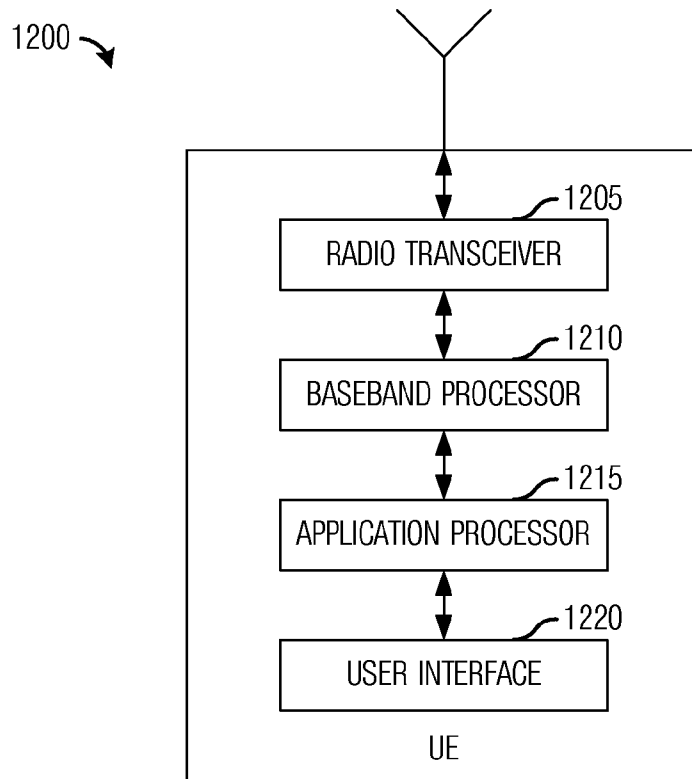 1200
1205
RADIO TRANSCEIVER
1210
BASEBAND PROCESSOR
1215
APPLICATION PROCESSOR
1220
USER INTERFACE
UE